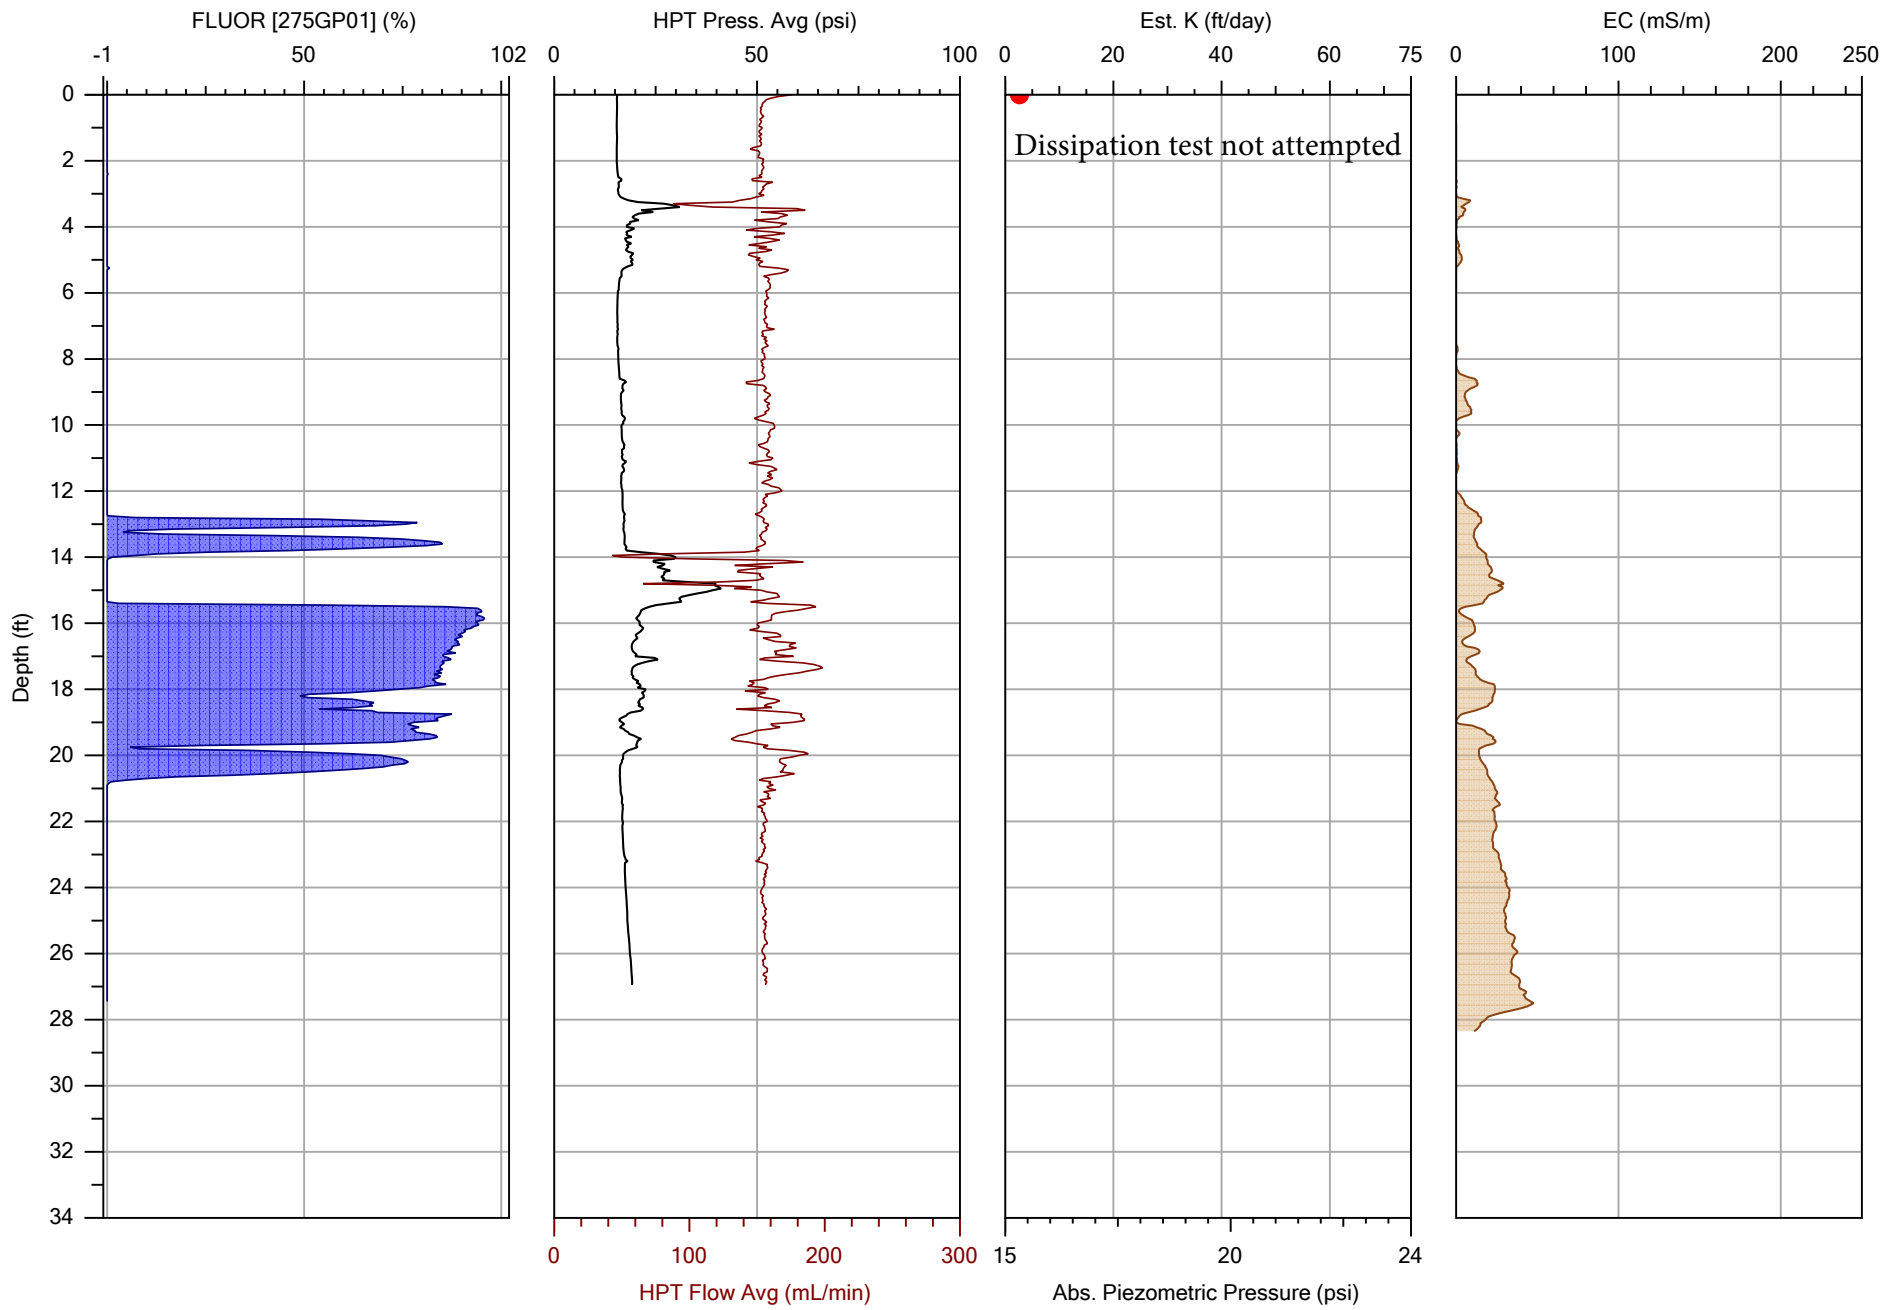 FLUOR [275GP01] (%)
HPT Press. Avg (psi)
Est. K (ft/day)
EC (mS/m)
-1 50 102
0 50 100
0 20 40 60 75
0 100 200 250
Dissipation test not attempted
Depth (ft)
0
2
4
6
8
10
12
14
16
18
20
22
24
26
28
30
32
34
0 100 200 300
15 20 24
HPT Flow Avg (mL/min)
Abs. Piezometric Pressure (psi)